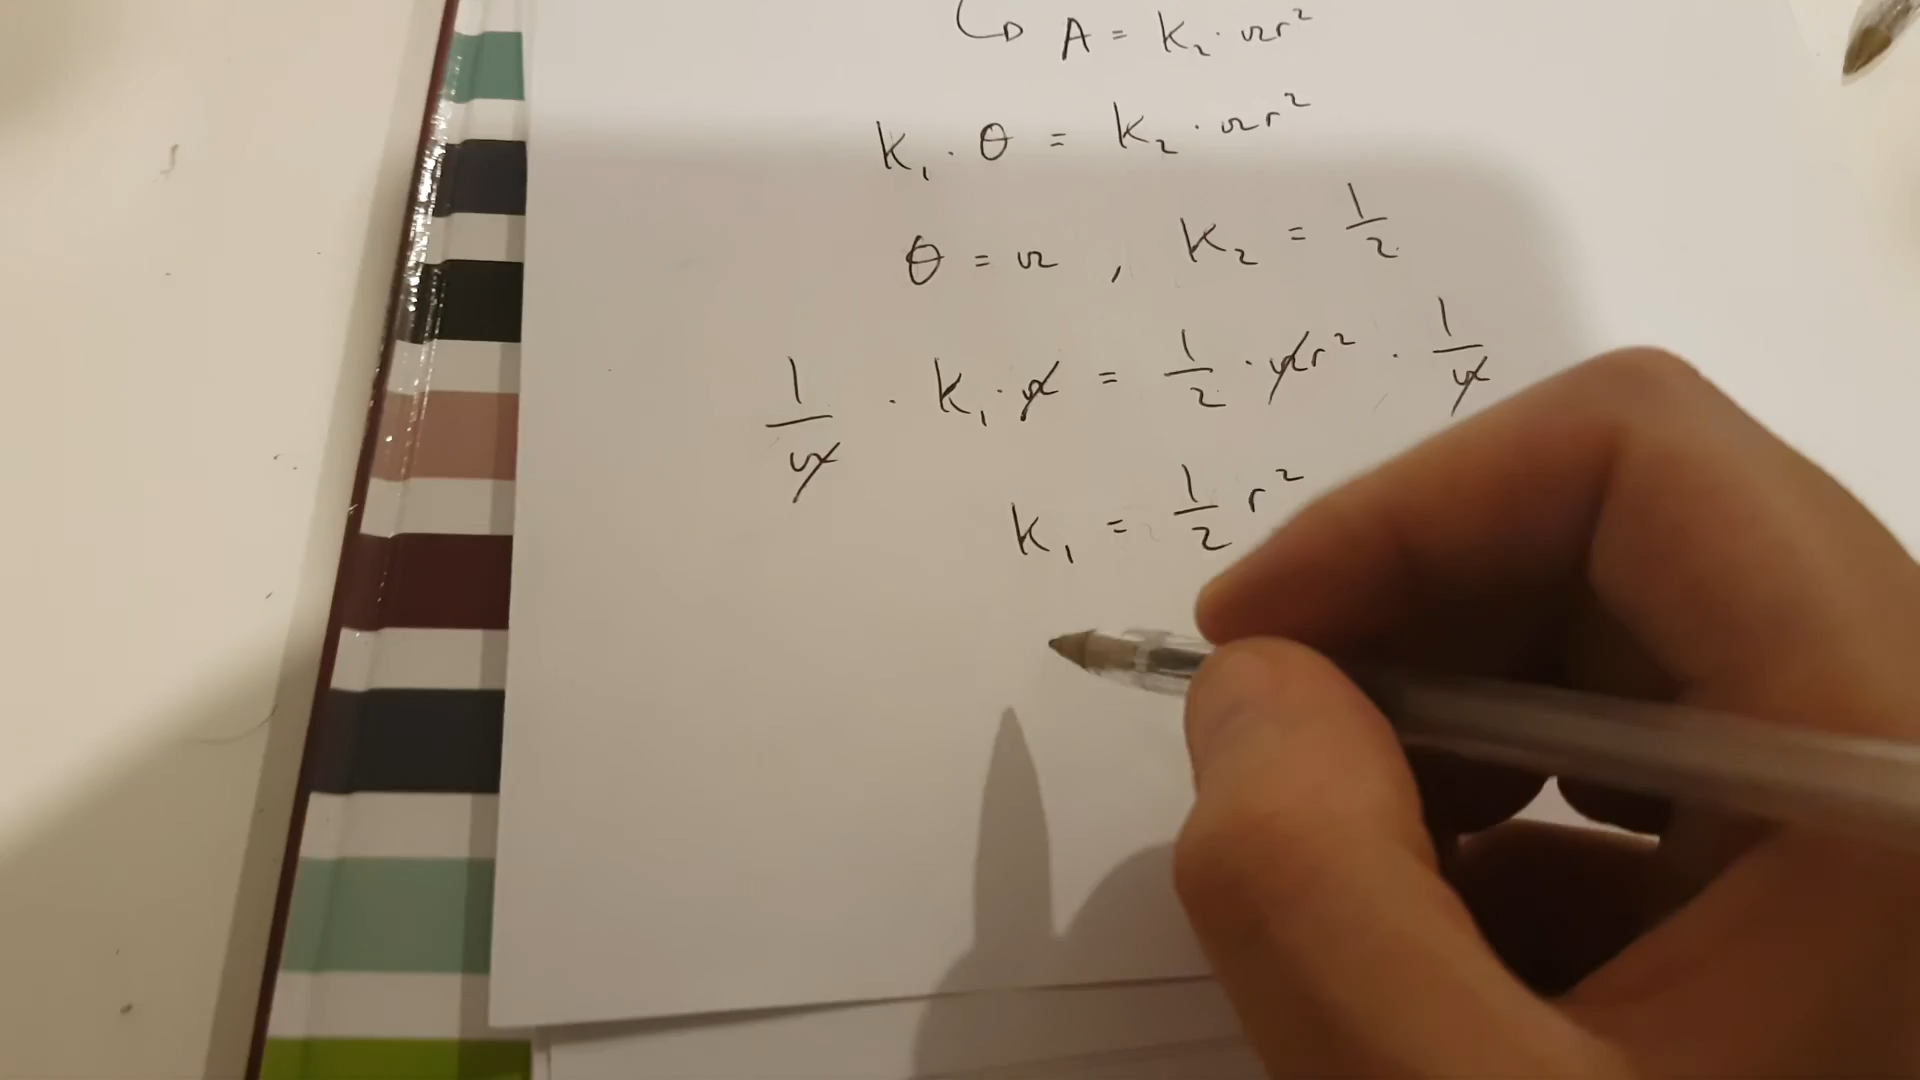 ↳ A = k₂ · πr²
k₁ · θ = k₂ · πr²
θ = π , k₂ = 1/2
1/π · k₁ · π = 1/2 · πr² · 1/π
k₁ = 1/2 r²